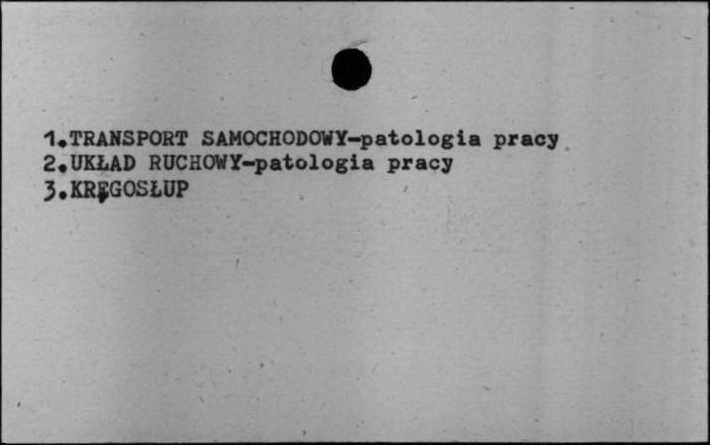 1.TRANSPORT SAMOCHODOWY-patologia pracy
2.UKŁAD RUCHOWY-patologia pracy
3.KRĘGOSŁUP